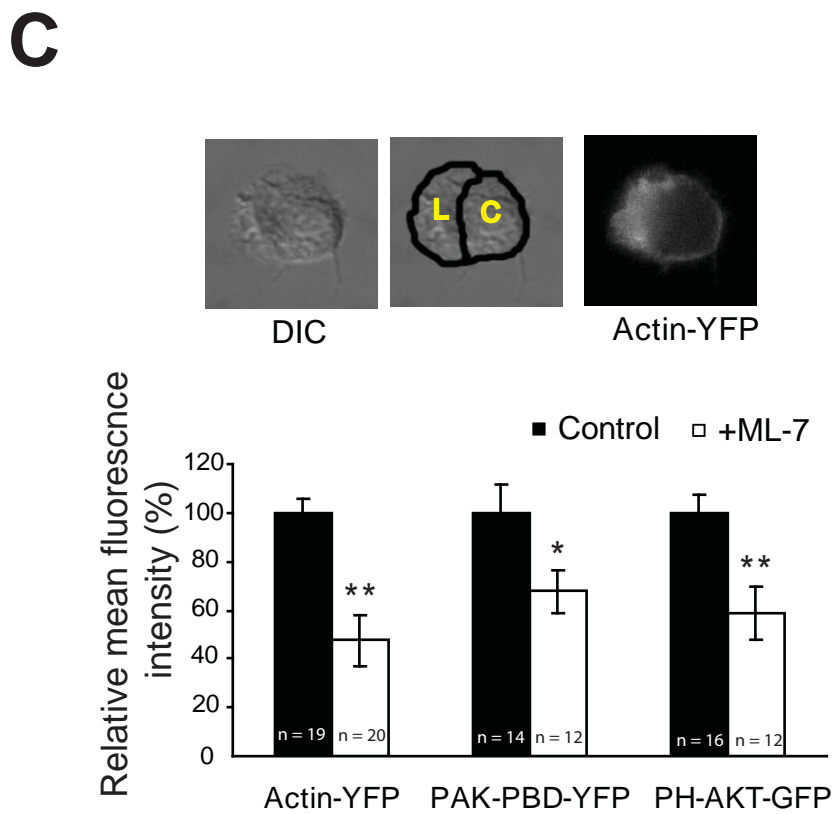 C
L C
DIC
Actin-YFP
Control +ML-7
Relative mean fluorescnce
intensity (%)
120
100
80
60
40
20
0
**
*
**
n = 19 n = 20 n = 14 n = 12 n = 16 n = 12
Actin-YFP PAK-PBD-YFP PH-AKT-GFP